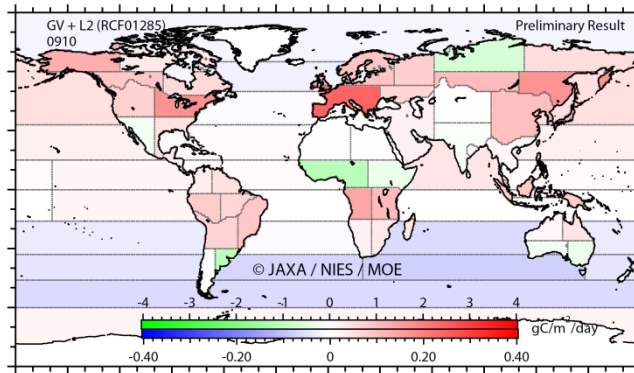 GV + L2 (RCF01285)
Preliminary Result
0910
© JAXA / NIES / MOE
-4 -3 -2 -1 0 1 2 3 4
gC/m²/day
-0.40 -0.20 0 0.20 0.40